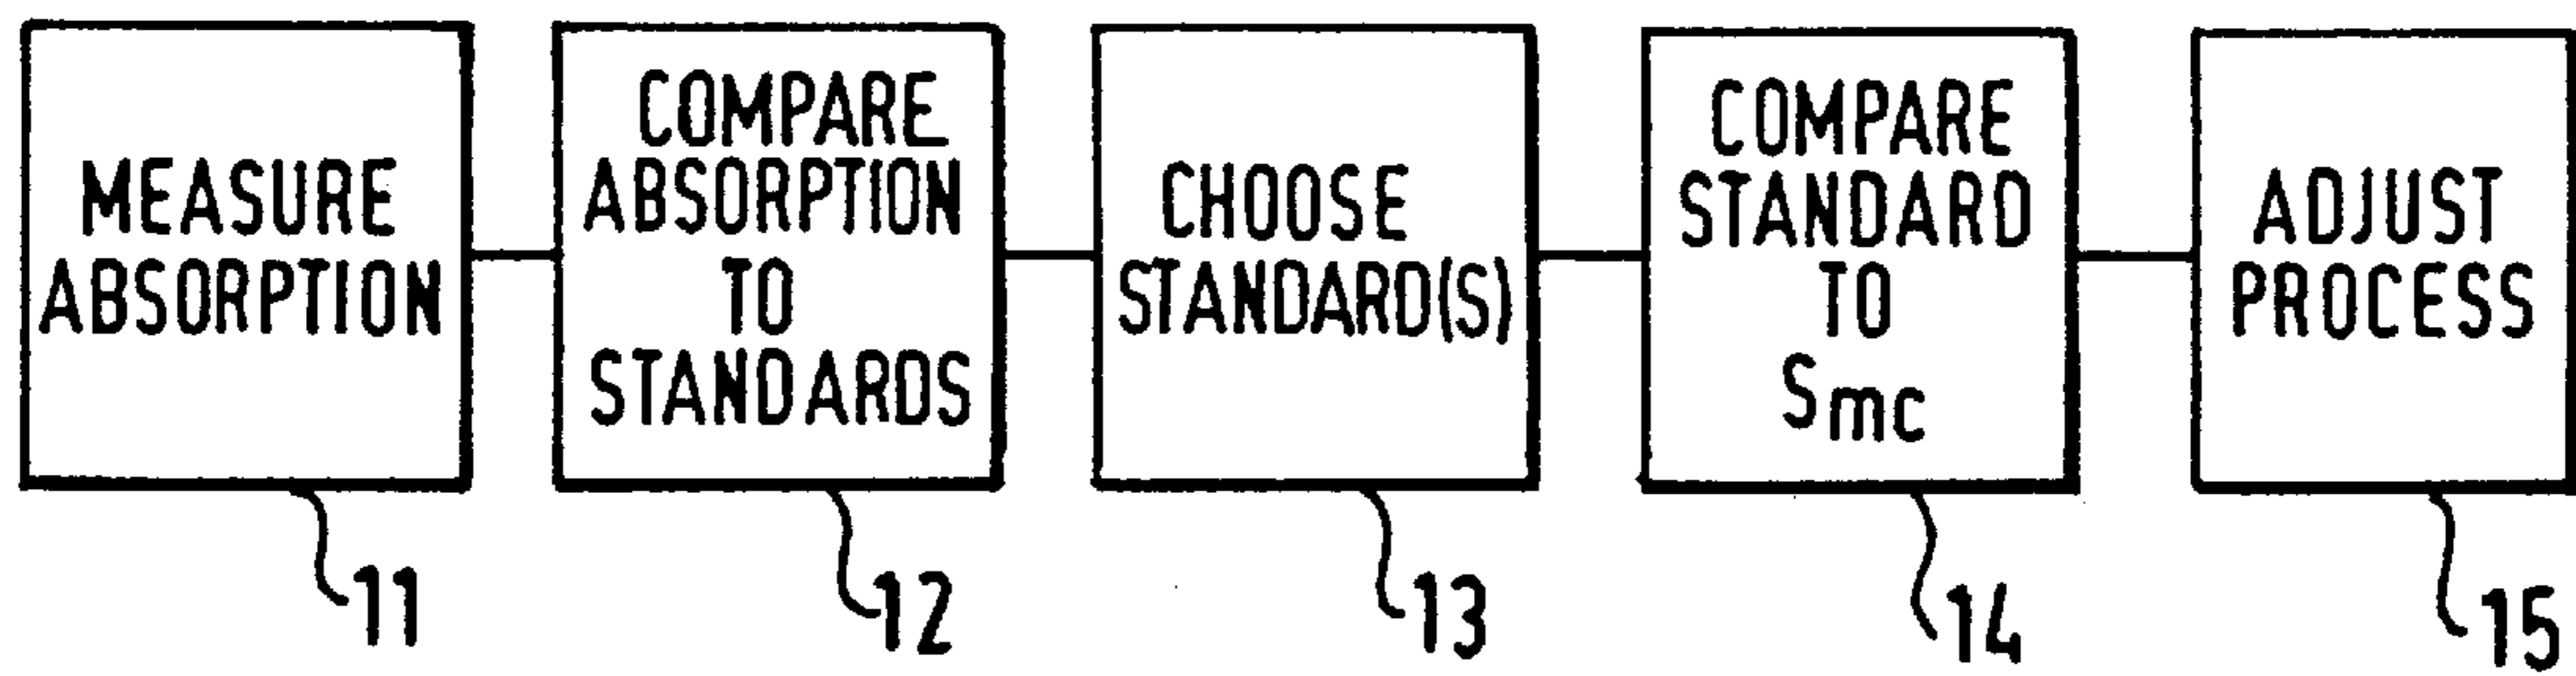 MEASURE
ABSORPTION
COMPARE
ABSORPTION
TO
STANDARDS
CHOOSE
STANDARD(S)
COMPARE
STANDARD
TO
Smc
ADJUST
PROCESS
11
12
13
14
15